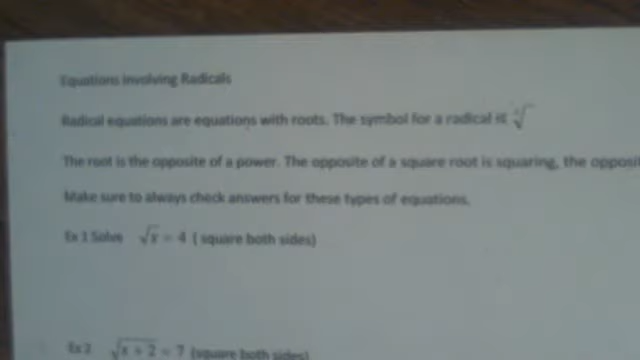 Equations Involving Radicals
Radical equations are equations with roots. The symbol for a radical is √
The root is the opposite of a power. The opposite of a square root is squaring, the opposit
Make sure to always check answers for these types of equations.
Ex 1 Solve √x = 4 ( square both sides)
Ex 2 √x + 2 = 7 (square both sides)